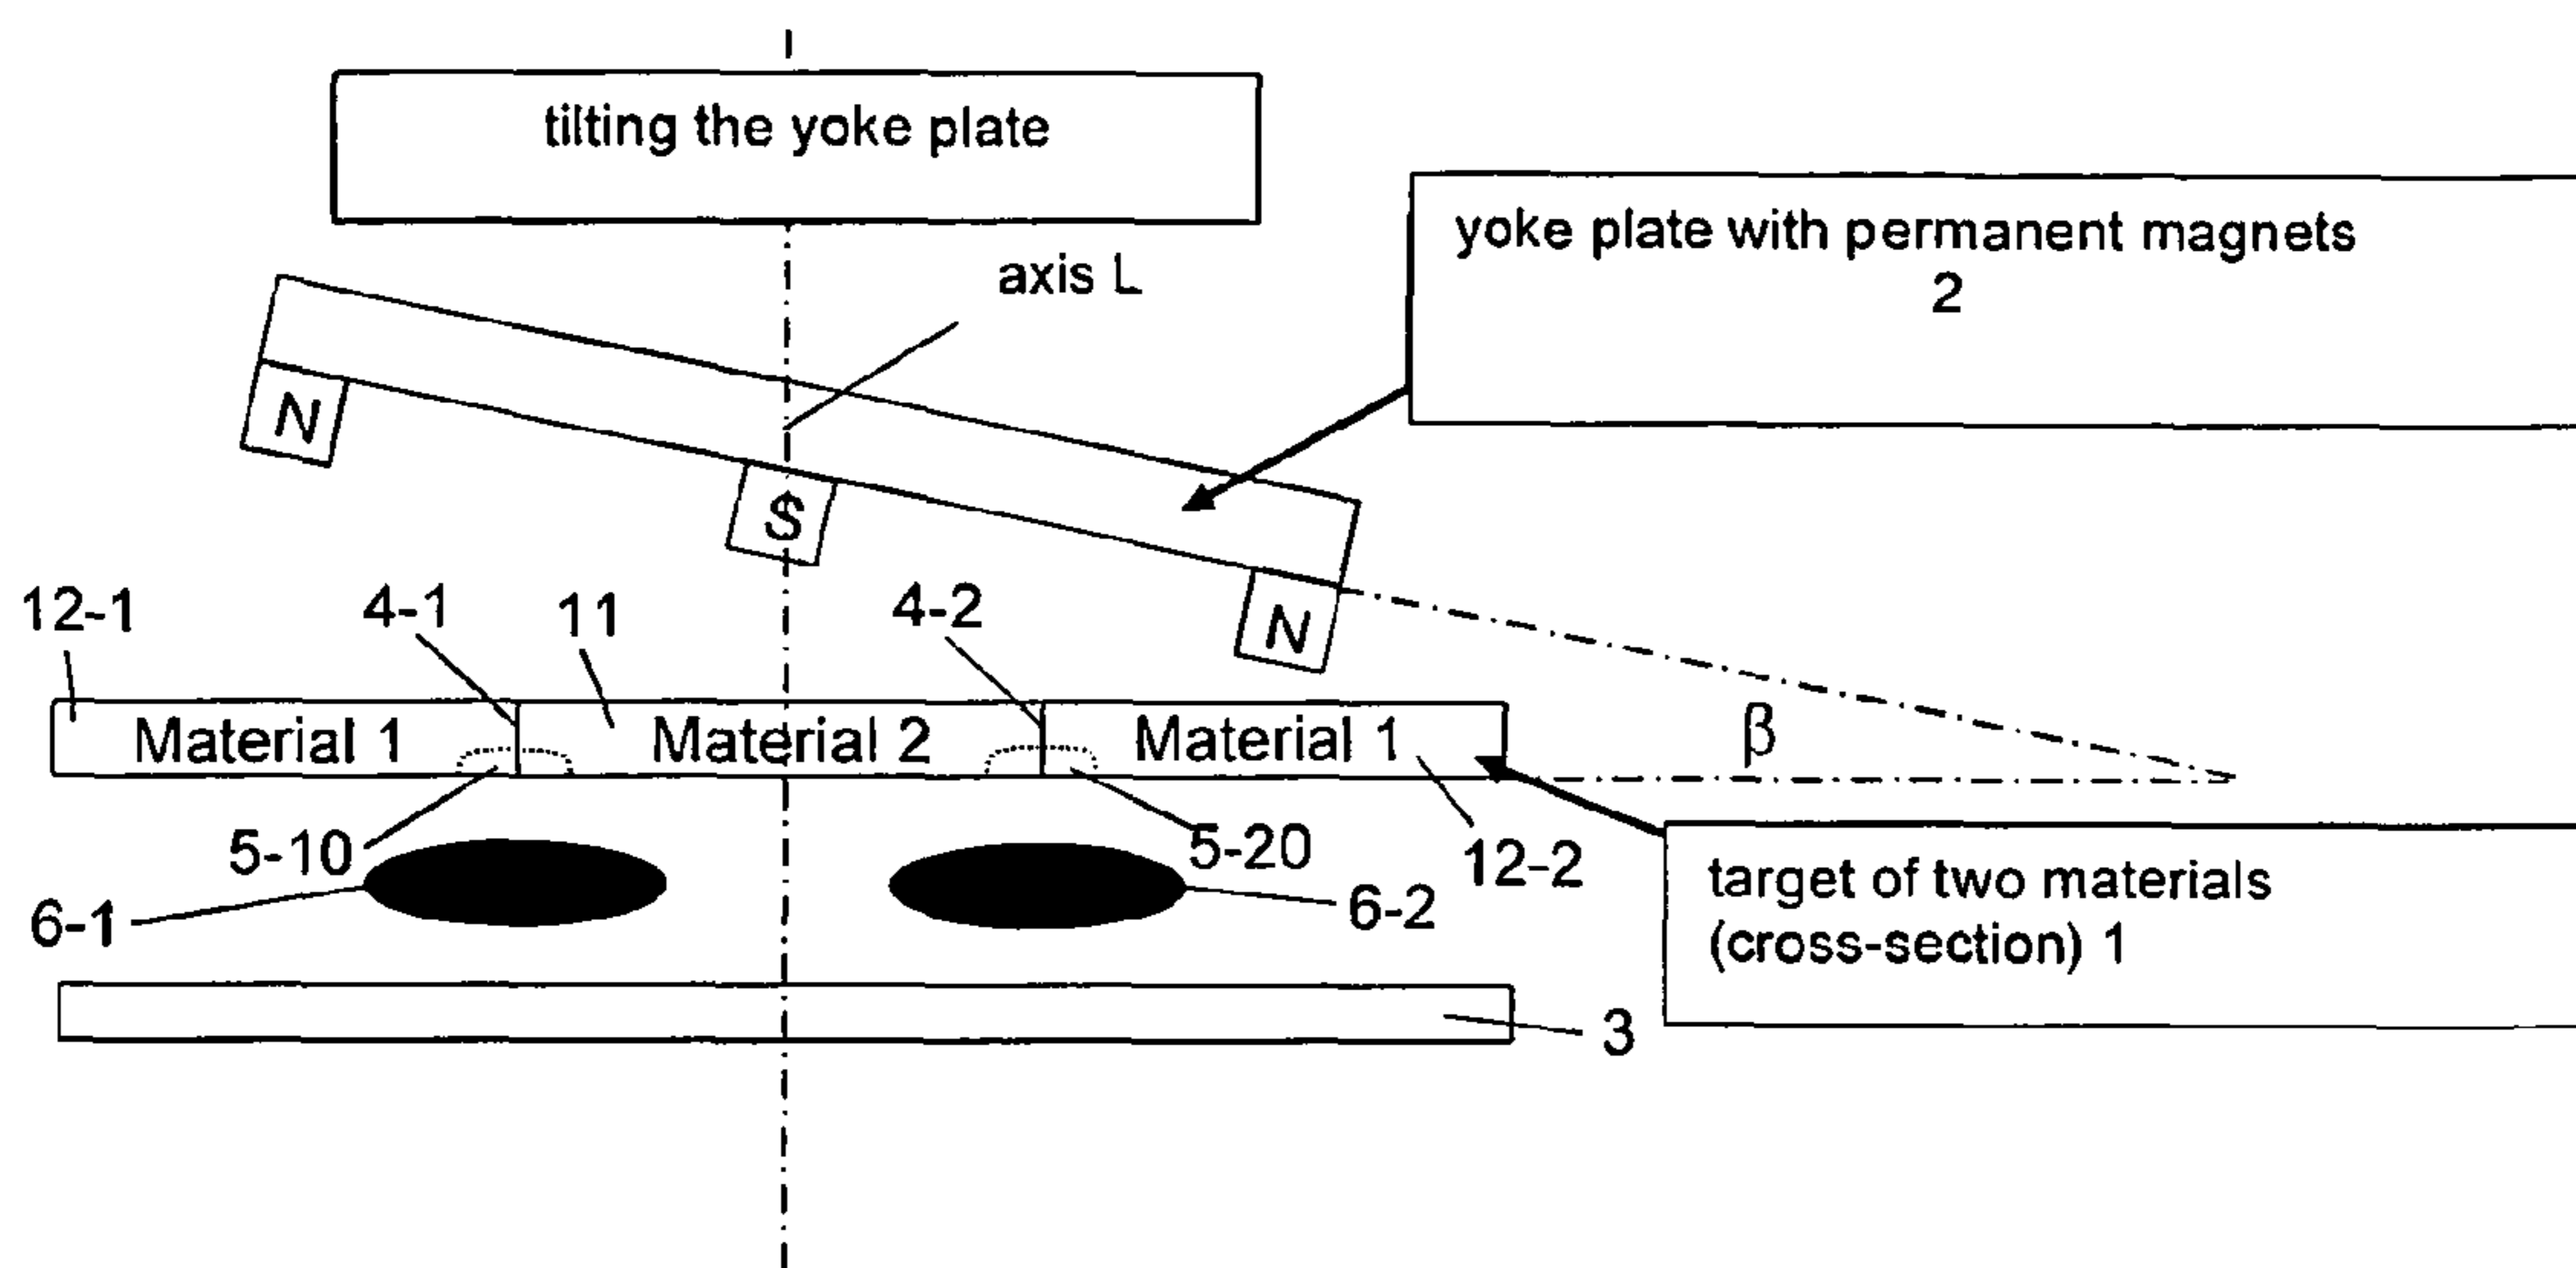 tilting the yoke plate
yoke plate with permanent magnets
2
axis L
N
S
N
12-1
4-1
11
4-2
Material 1
Material 2
Material 1
β
5-10
5-20
12-2
6-1
6-2
target of two materials
(cross-section) 1
3